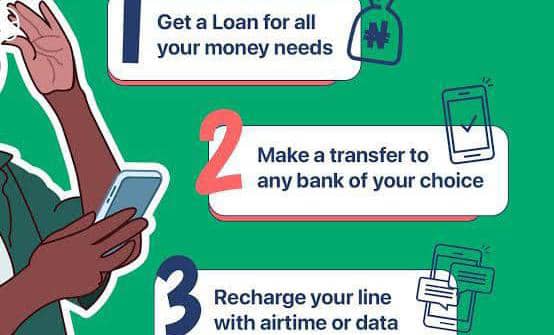 1
Get a Loan for all
your money needs
₦
2
Make a transfer to
any bank of your choice
3
Recharge your line
with airtime or data